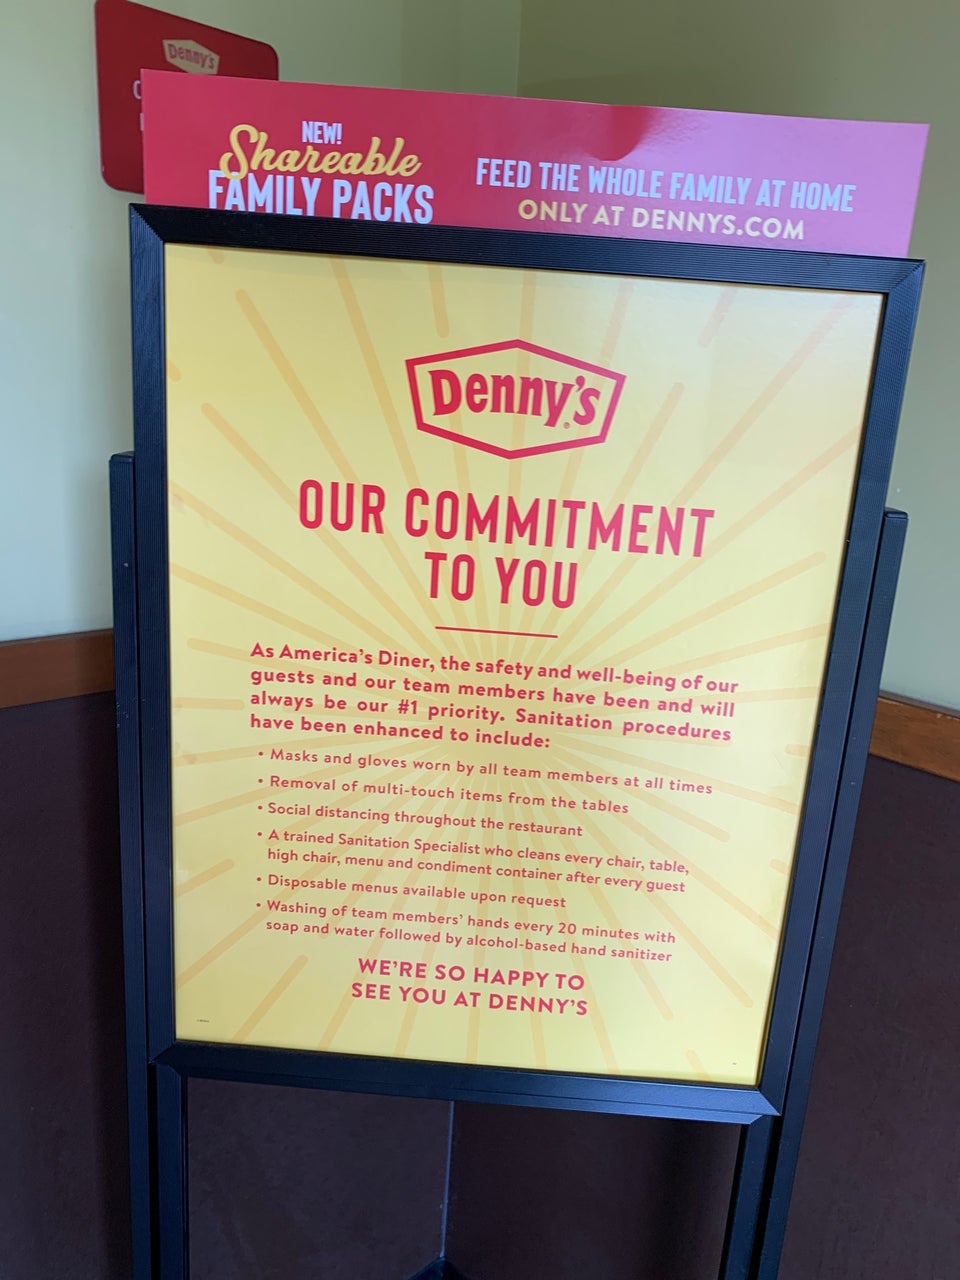 Denny's
NEW!
Shareable
FAMILY PACKS
FEED THE WHOLE FAMILY AT HOME
ONLY AT DENNYS.COM
Denny's
OUR COMMITMENT
TO YOU
As America's Diner, the safety and well-being of our
guests and our team members have been and will
always be our #1 priority. Sanitation procedures
have been enhanced to include:
• Masks and gloves worn by all team members at all times
• Removal of multi-touch items from the tables
• Social distancing throughout the restaurant
• A trained Sanitation Specialist who cleans every chair, table,
high chair, menu and condiment container after every guest
• Disposable menus available upon request
• Washing of team members' hands every 20 minutes with
soap and water followed by alcohol-based hand sanitizer
WE'RE SO HAPPY TO
SEE YOU AT DENNY'S